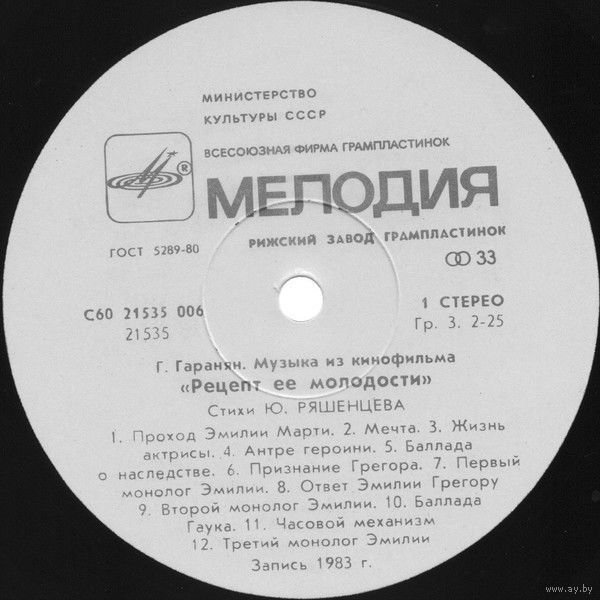 МИНИСТЕРСТВО
КУЛЬТУРЫ СССР
ВСЕСОЮЗНАЯ ФИРМА ГРАМПЛАСТИНОК
®
МЕЛОДИЯ
ГОСТ 5289-80
РИЖСКИЙ ЗАВОД ГРАМПЛАСТИНОК
33
С60 21535 006
1 СТЕРЕО
21535
Гр. 3. 2-25
Г. Гаранян. Музыка из кинофильма
«Рецепт ее молодости»
Стихи Ю. РЯШЕНЦЕВА
1. Проход Эмилии Марти. 2. Мечта. 3. Жизнь
актрисы. 4. Антре героини. 5. Баллада
о наследстве. 6. Признание Грегора. 7. Первый
монолог Эмилии. 8. Ответ Эмилии Грегору
9. Второй монолог Эмилии. 10. Баллада
Гаука. 11. Часовой механизм
12. Третий монолог Эмилии
Запись 1983 г.
www.ay.by